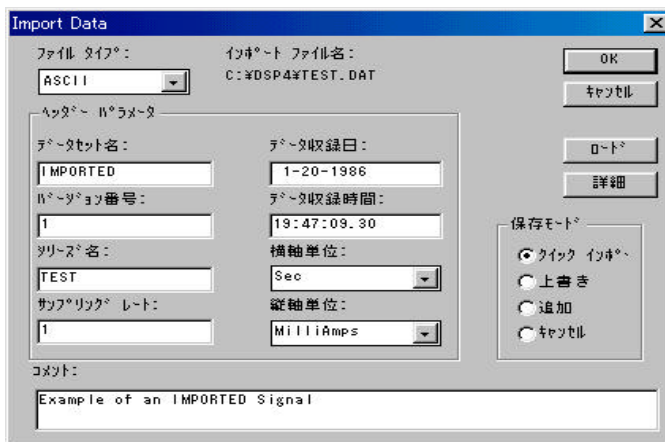 Import Data
ﾌｧｲﾙ ﾀｲﾌﾟ:
ASCII
ｲﾝﾎﾟｰﾄ ﾌｧｲﾙ名:
C:¥DSP4¥TEST.DAT
OK
ｷｬﾝｾﾙ
ﾍｯﾀﾞｰ ﾊﾟﾗﾒｰﾀ
ﾃﾞｰﾀｾｯﾄ名:
IMPORTED
ﾊﾞｰｼﾞｮﾝ番号:
1
ｼﾘｰｽﾞ名:
TEST
ｻﾝﾌﾟﾘﾝｸﾞ ﾚｰﾄ:
1
ﾃﾞｰﾀ収録日:
1-20-1986
ﾃﾞｰﾀ収録時間:
19:47:09.30
横軸単位:
Sec
縦軸単位:
MilliAmps
ﾛｰﾄﾞ
詳細
保存ﾓｰﾄﾞ
ｸｲｯｸ ｲﾝﾎﾟｰ
上書き
追加
ｷｬﾝｾﾙ
ｺﾒﾝﾄ:
Example of an IMPORTED Signal